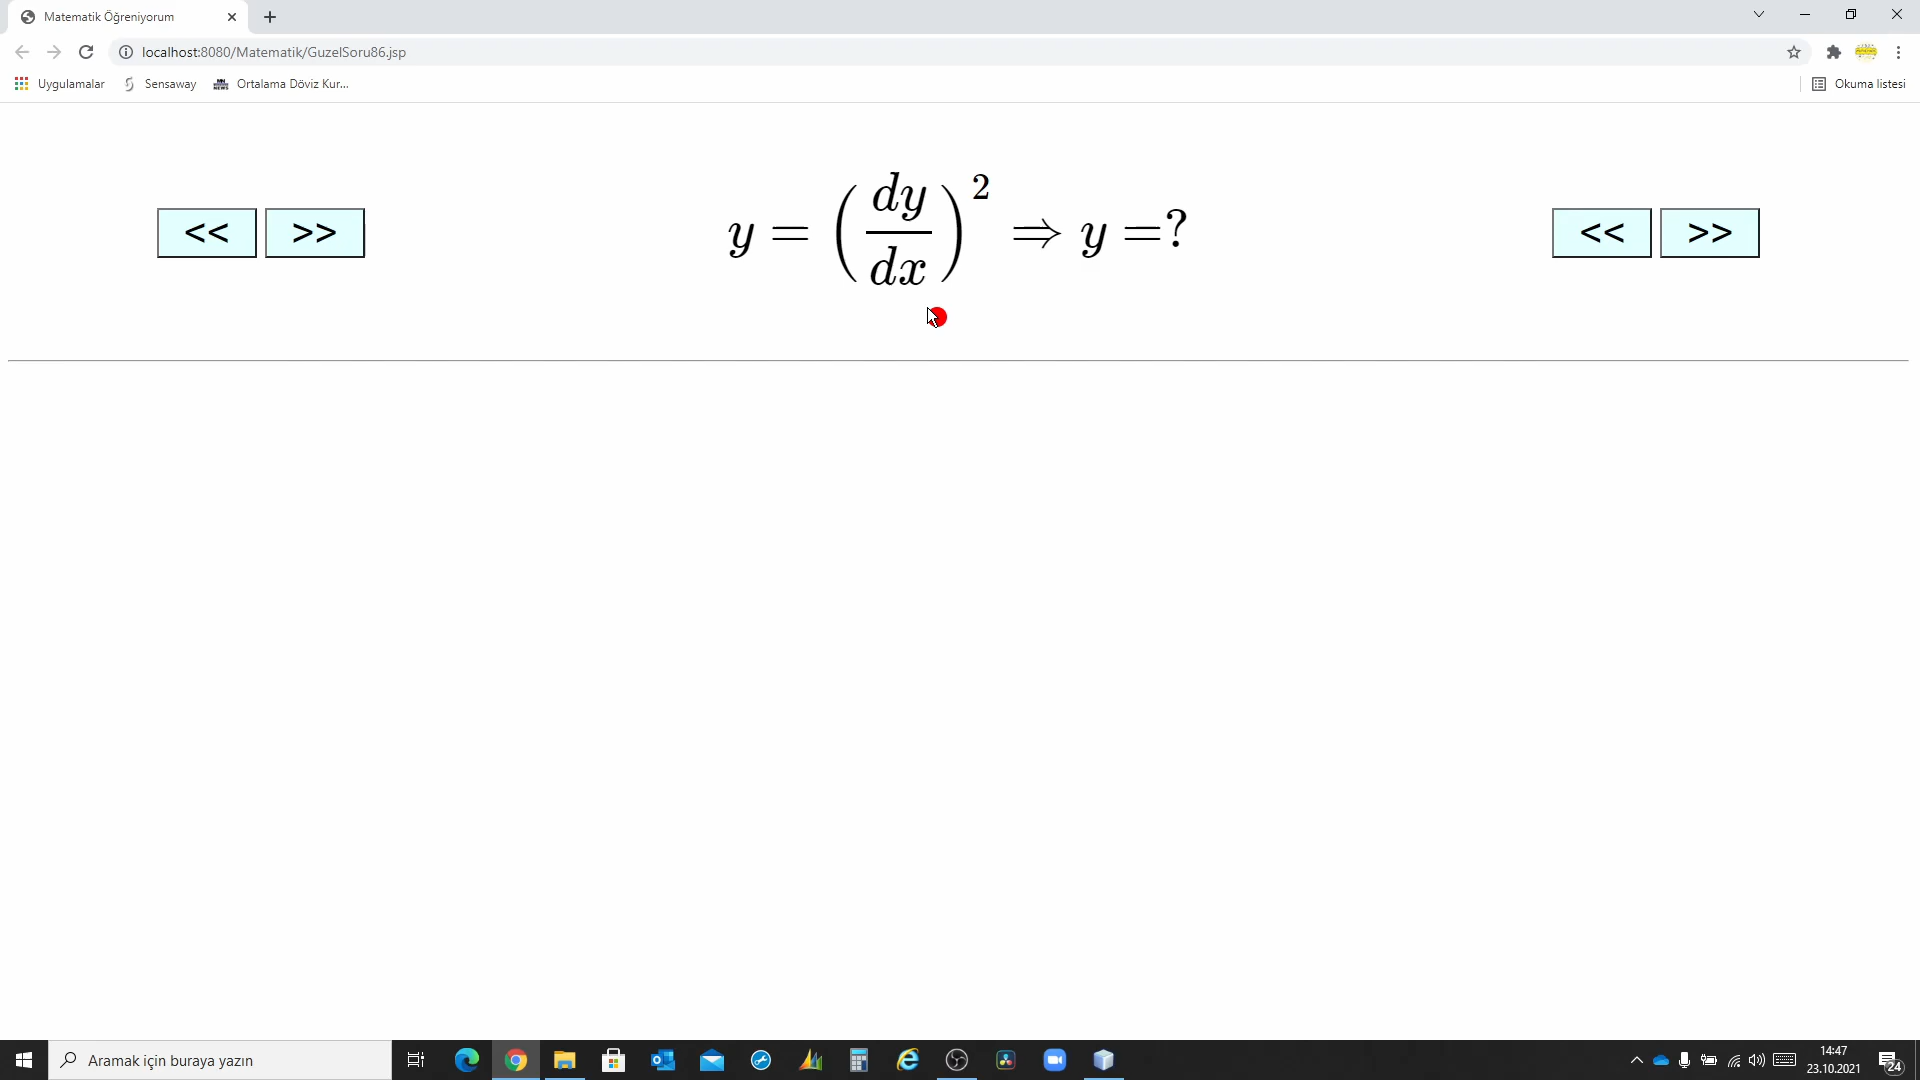 Matematik Öğreniyorum
localhost:8080/Matematik/GuzelSoru86.jsp
Uygulamalar Sensaway Ortalama Döviz Kur... Okuma listesi
<< >> y = (dy/dx)² ⇒ y =? << >>
Aramak için buraya yazın
14:47
23.10.2021
24